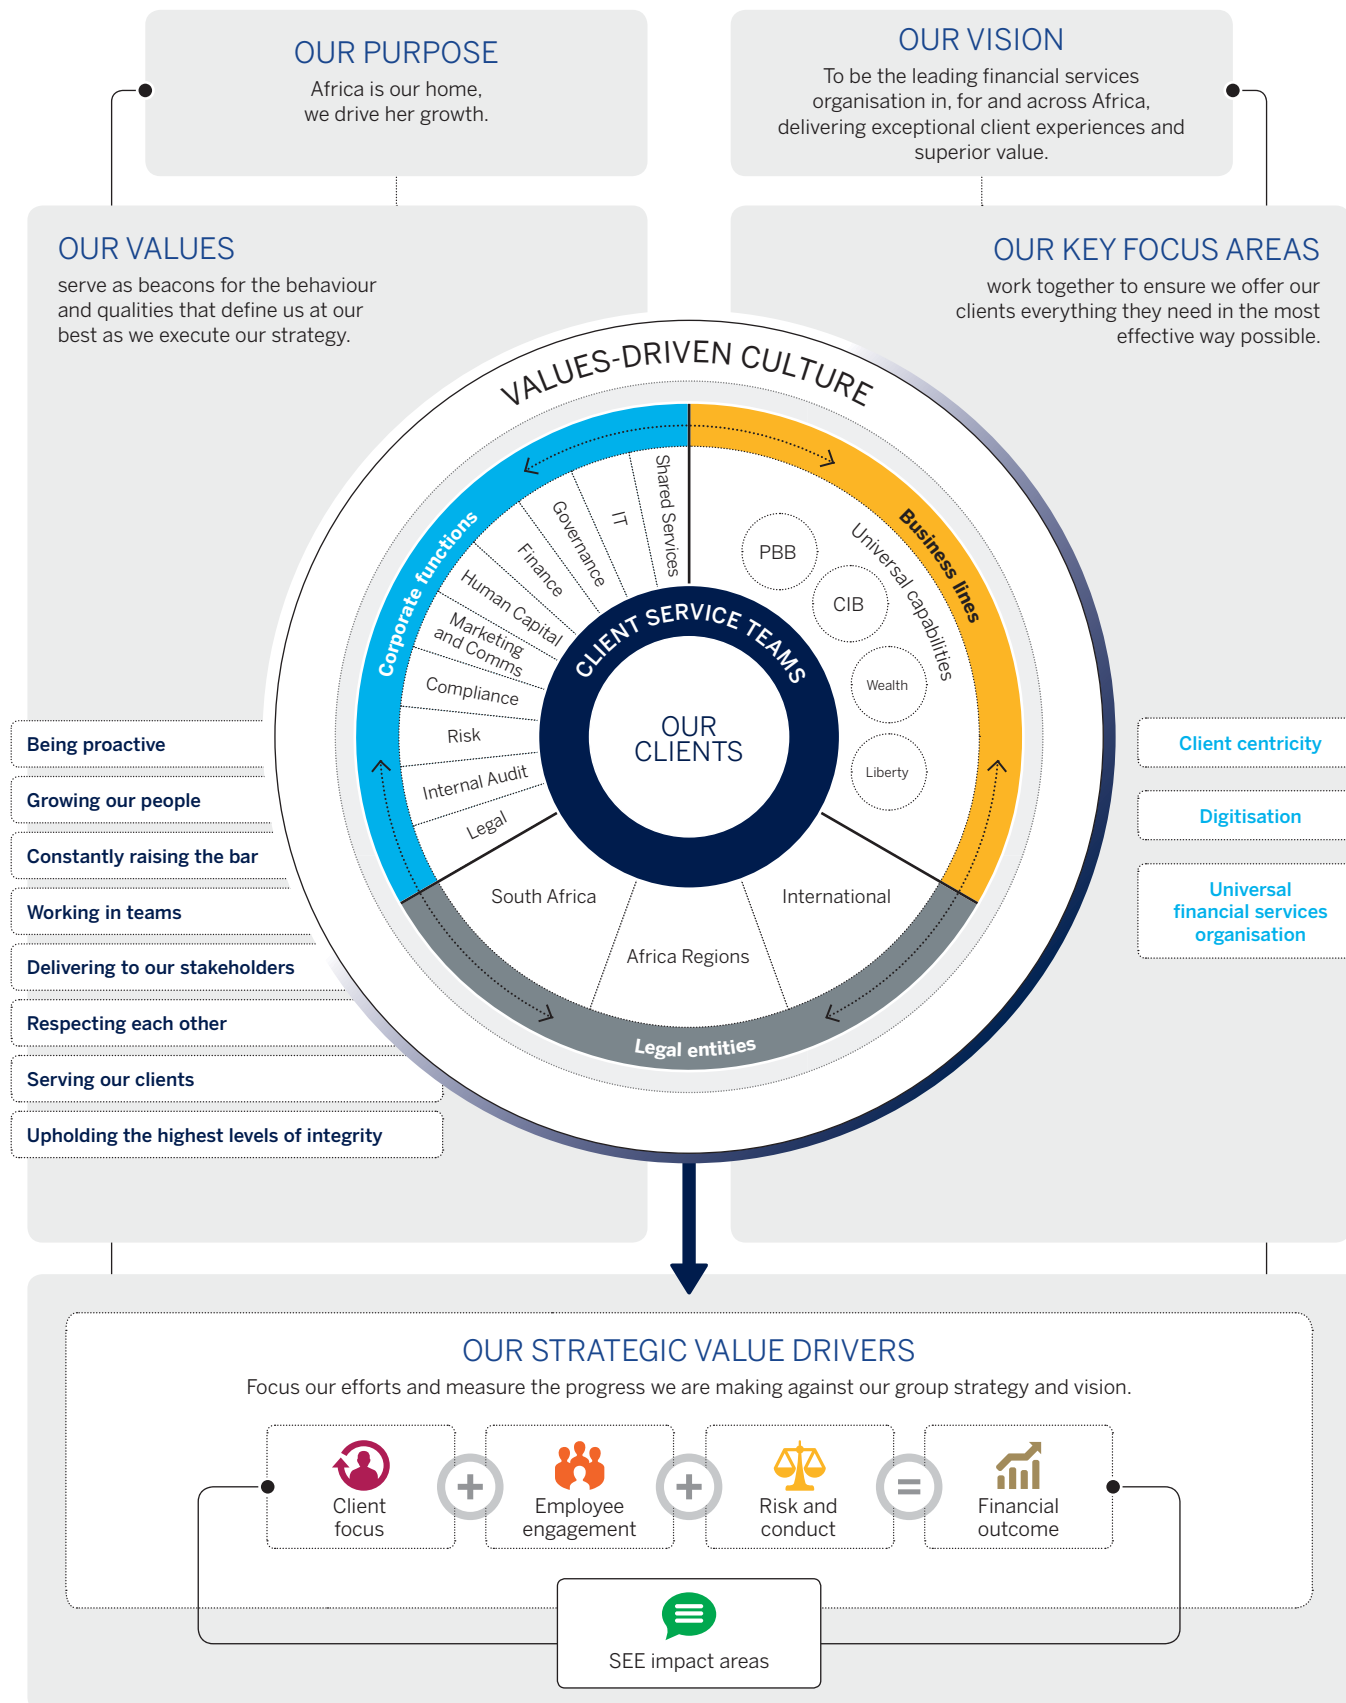 OUR PURPOSE
Africa is our home,
we drive her growth.
OUR VISION
To be the leading financial services
organisation in, for and across Africa,
delivering exceptional client experiences and
superior value.
OUR VALUES
serve as beacons for the behaviour
and qualities that define us at our
best as we execute our strategy.
OUR KEY FOCUS AREAS
work together to ensure we offer our
clients everything they need in the most
effective way possible.
VALUES-DRIVEN CULTURE
Corporate functions
Shared Services
IT
Governance
Finance
Human Capital
Marketing
and Comms
Compliance
Risk
Internal Audit
Legal
Business lines
Universal capabilities
PBB
CIB
Wealth
Liberty
CLIENT SERVICE TEAMS
OUR
CLIENTS
South Africa
Africa Regions
International
Legal entities
Being proactive
Growing our people
Constantly raising the bar
Working in teams
Delivering to our stakeholders
Respecting each other
Serving our clients
Upholding the highest levels of integrity
Client centricity
Digitisation
Universal
financial services
organisation
OUR STRATEGIC VALUE DRIVERS
Focus our efforts and measure the progress we are making against our group strategy and vision.
Client
focus
+
Employee
engagement
+
Risk and
conduct
=
Financial
outcome
SEE impact areas